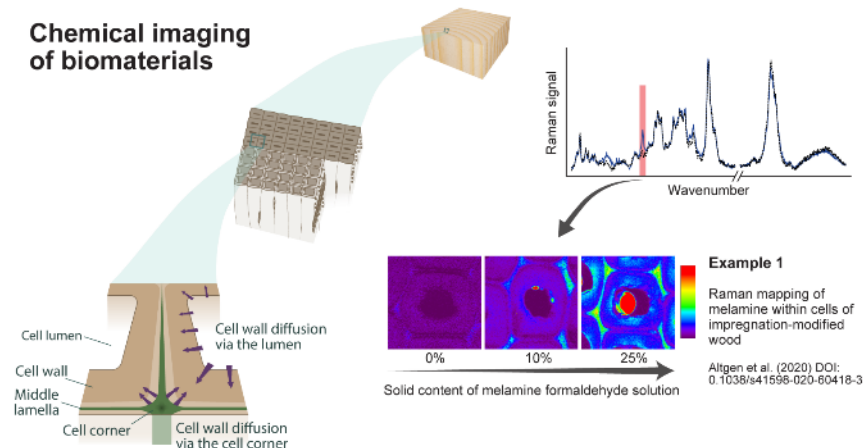 Chemical imaging
of biomaterials
Raman signal
Wavenumber
Cell lumen
Cell wall diffusion
via the lumen
Cell wall
Middle
lamella
Cell corner
Cell wall diffusion
via the cell corner
0%
10%
25%
Solid content of melamine formaldehyde solution
Example 1
Raman mapping of
melamine within cells of
impregnation-modified
wood
Altgen et al. (2020) DOI:
0.1038/s41598-020-60418-3